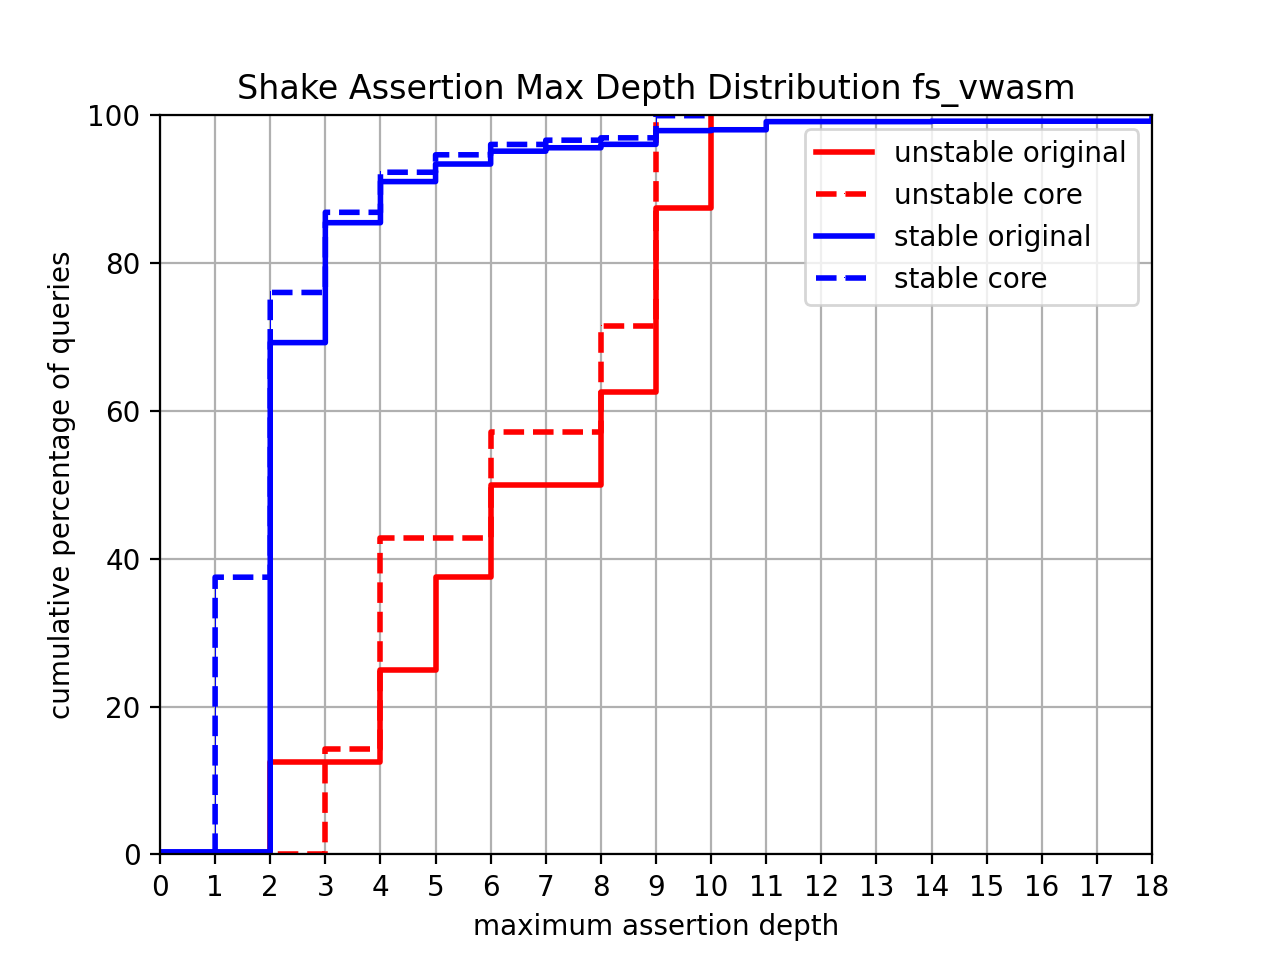 Shake Assertion Max Depth Distribution fs_vwasm
100
80
60
40
20
0
cumulative percentage of queries
unstable original
unstable core
stable original
stable core
0 1 2 3 4 5 6 7 8 9 10 11 12 13 14 15 16 17 18
maximum assertion depth